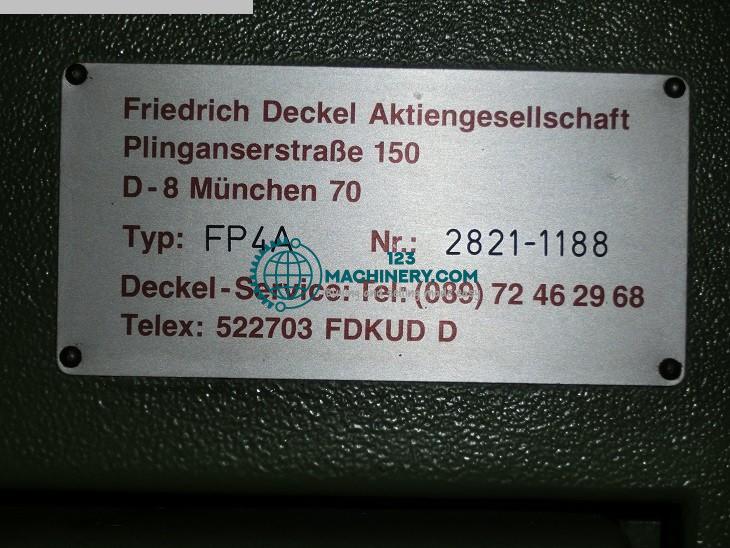 Friedrich Deckel Aktiengesellschaft
Plinganserstraße 150
D-8 München 70
Typ: FP4A Nr.: 2821-1188
123
MACHINERY.COM
Deckel-Service: Tel: (089) 72 46 29 68
Telex: 522703 FDKUD D